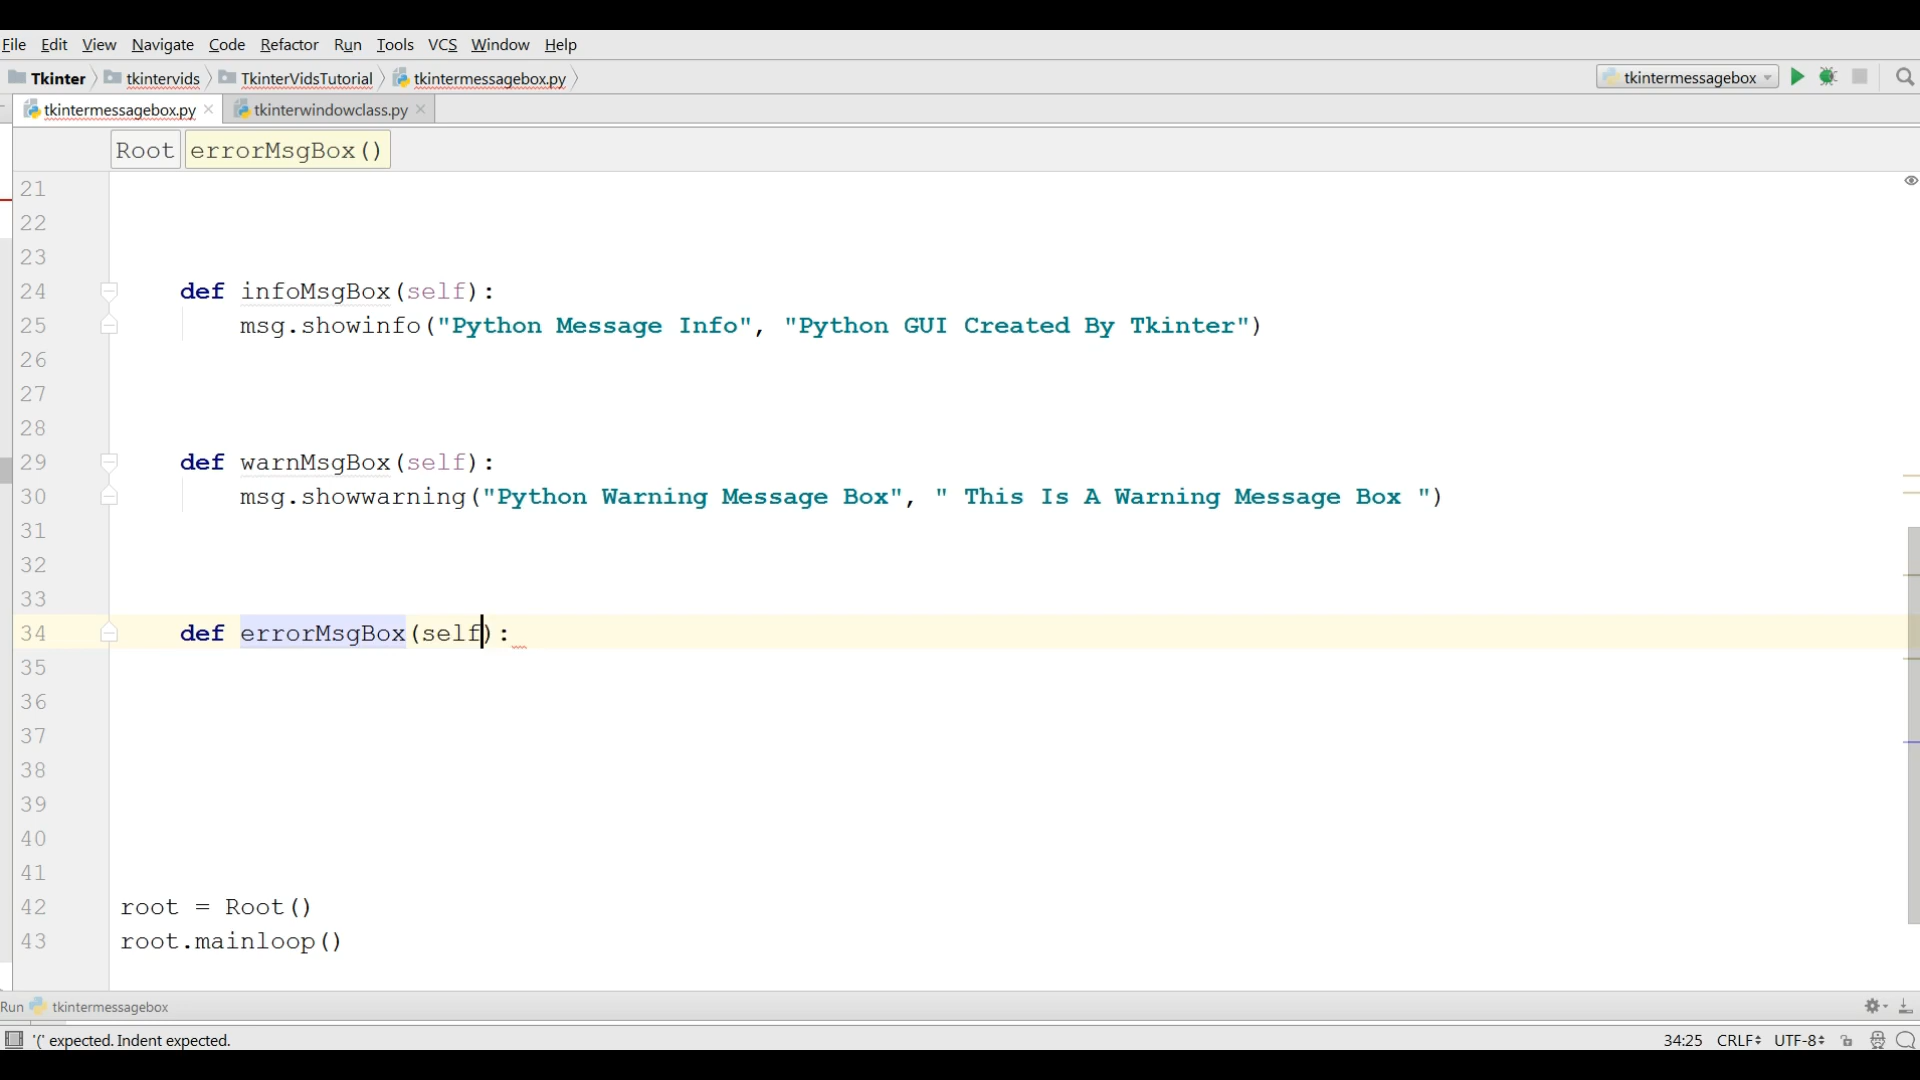 File Edit View Navigate Code Refactor Run Tools VCS Window Help
Tkinter tkintervids TkinterVidsTutorial tkintermessagebox.py tkintermessagebox
tkintermessagebox.py tkinterwindowclass.py
Root errorMsgBox()
21
22
23
24 def infoMsgBox(self):
25 msg.showinfo("Python Message Info", "Python GUI Created By Tkinter")
26
27
28
29 def warnMsgBox(self):
30 msg.showwarning("Python Warning Message Box", " This Is A Warning Message Box ")
31
32
33
34 def errorMsgBox(self):
35
36
37
38
39
40
41
42 root = Root()
43 root.mainloop()
Run tkintermessagebox
'(' expected. Indent expected. 34:25 CRLF UTF-8